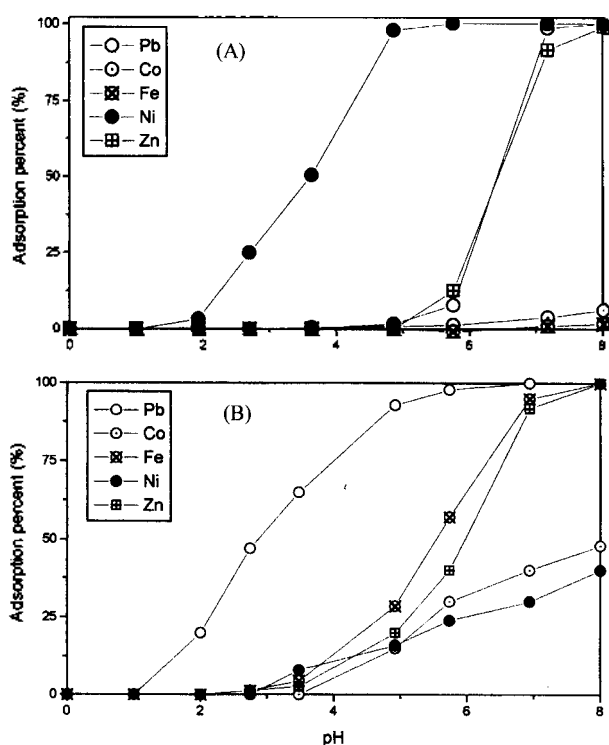 100
75
50
25
0
Adsorption percent (%)
(A)
Pb
Co
Fe
Ni
Zn
0 2 4 6 8
100
75
50
25
0
Adsorption percent (%)
(B)
Pb
Co
Fe
Ni
Zn
0 2 4 6 8
pH